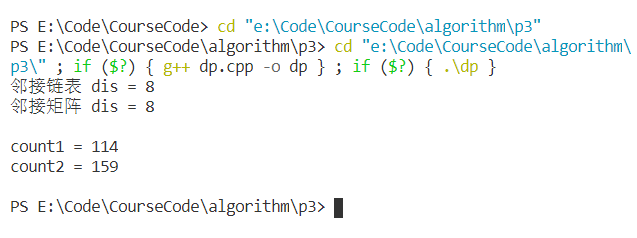 PS E:\Code\CourseCode> cd "e:\Code\CourseCode\algorithm\p3"
PS E:\Code\CourseCode\algorithm\p3> cd "e:\Code\CourseCode\algorithm\
p3\" ; if ($?) { g++ dp.cpp -o dp } ; if ($?) { .\dp }
邻接链表 dis = 8
邻接矩阵 dis = 8
count1 = 114
count2 = 159
PS E:\Code\CourseCode\algorithm\p3>